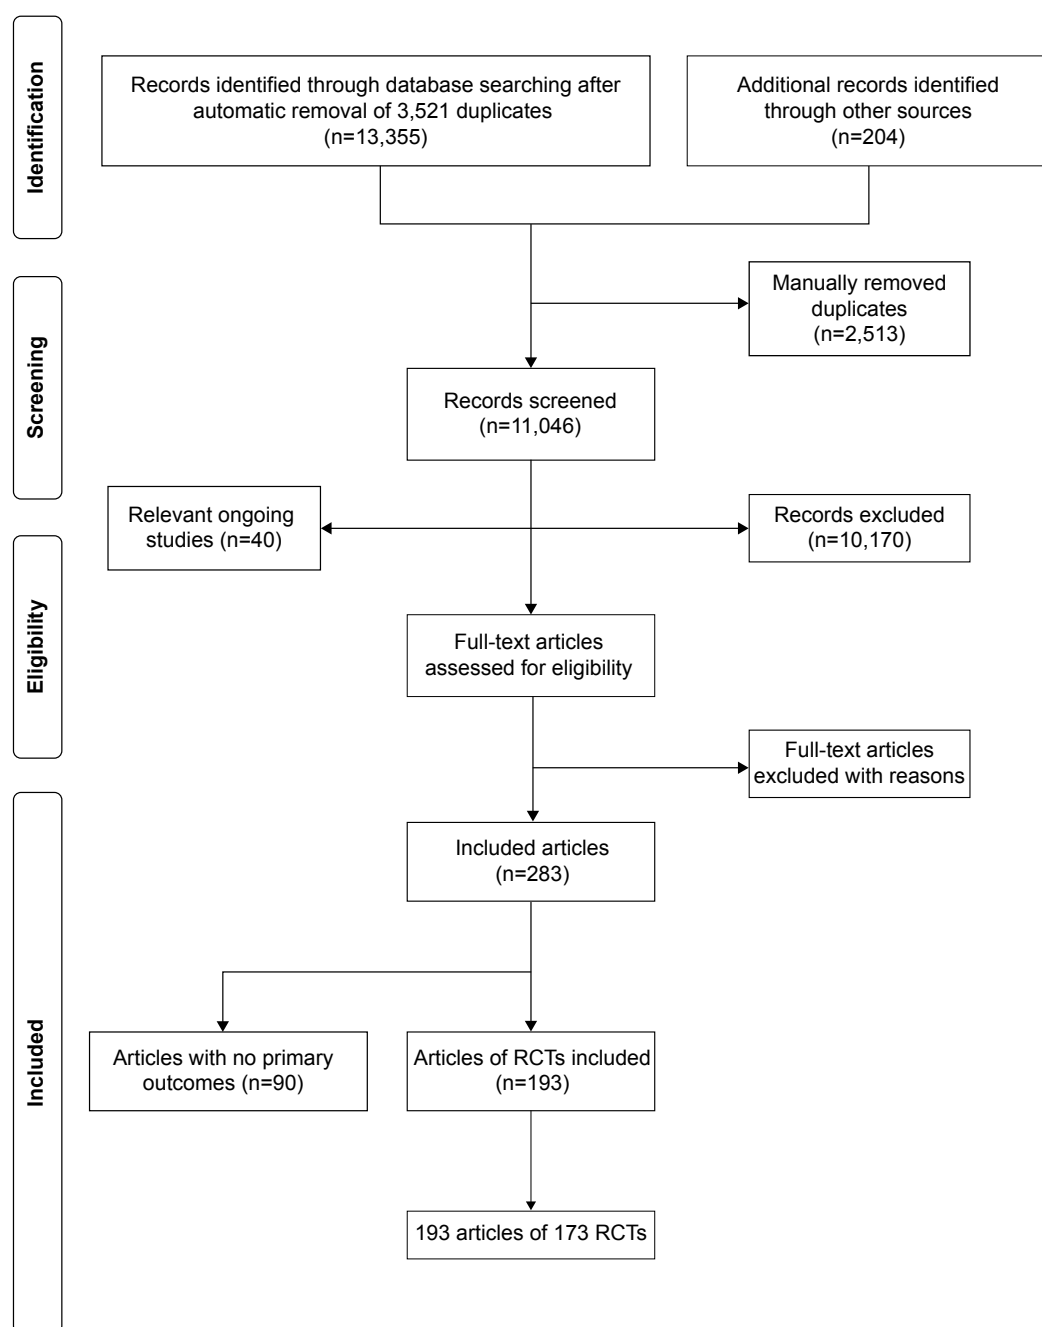 Identification
Records identified through database searching after
automatic removal of 3,521 duplicates
(n=13,355)
Additional records identified
through other sources
(n=204)
Screening
Manually removed
duplicates
(n=2,513)
Records screened
(n=11,046)
Relevant ongoing
studies (n=40)
Records excluded
(n=10,170)
Eligibility
Full-text articles
assessed for eligibility
Full-text articles
excluded with reasons
Included
Included articles
(n=283)
Articles with no primary
outcomes (n=90)
Articles of RCTs included
(n=193)
193 articles of 173 RCTs